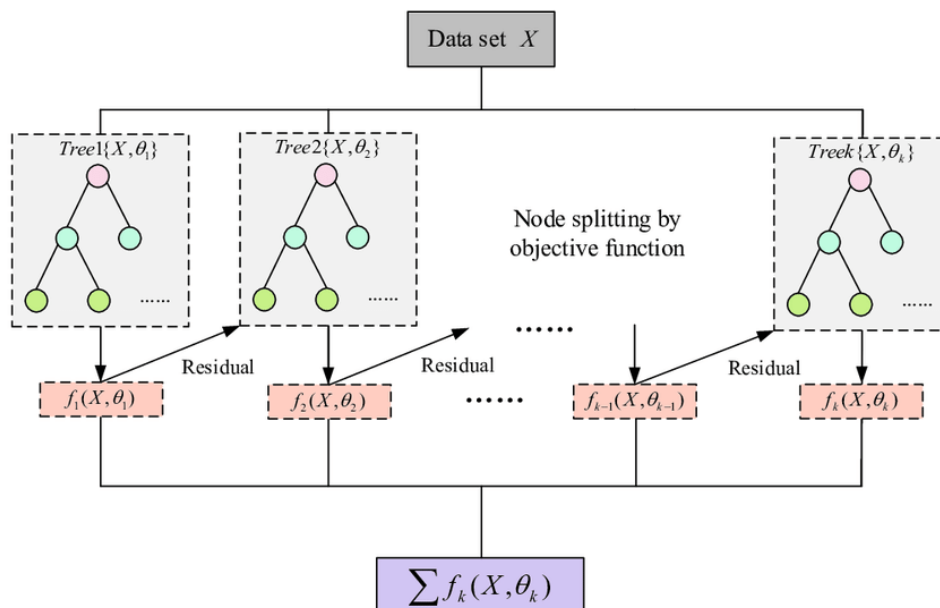 Data set X
Tree1{X,θ₁}
Tree2{X,θ₂}
Treek{X,θₖ}
Node splitting by
objective function
......
......
......
......
Residual
Residual
Residual
f₁(X,θ₁)
f₂(X,θ₂)
......
fₖ₋₁(X,θₖ₋₁)
fₖ(X,θₖ)
∑fₖ(X,θₖ)